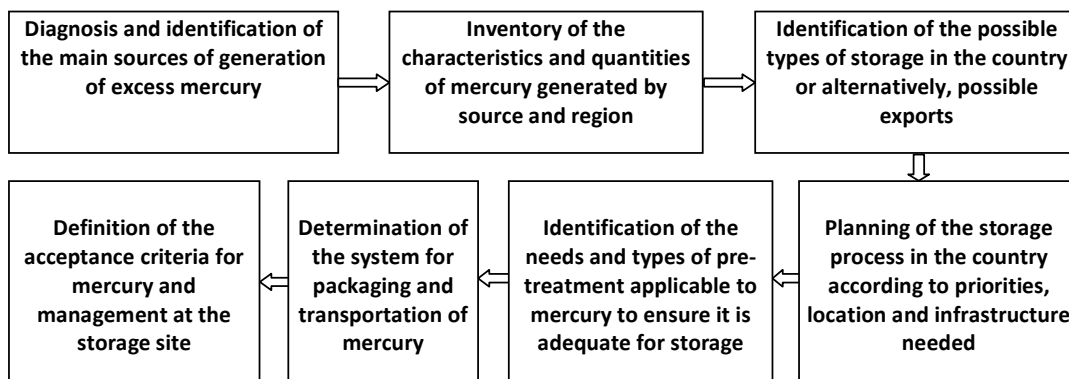 Diagnosis and identification of
the main sources of generation
of excess mercury
Inventory of the
characteristics and quantities
of mercury generated by
source and region
Identification of the possible
types of storage in the country
or alternatively, possible
exports
Planning of the storage
process in the country
according to priorities,
location and infrastructure
needed
Identification of the
needs and types of pre-
treatment applicable to
mercury to ensure it is
adequate for storage
Determination of
the system for
packaging and
transportation of
mercury
Definition of the
acceptance criteria for
mercury and
management at the
storage site